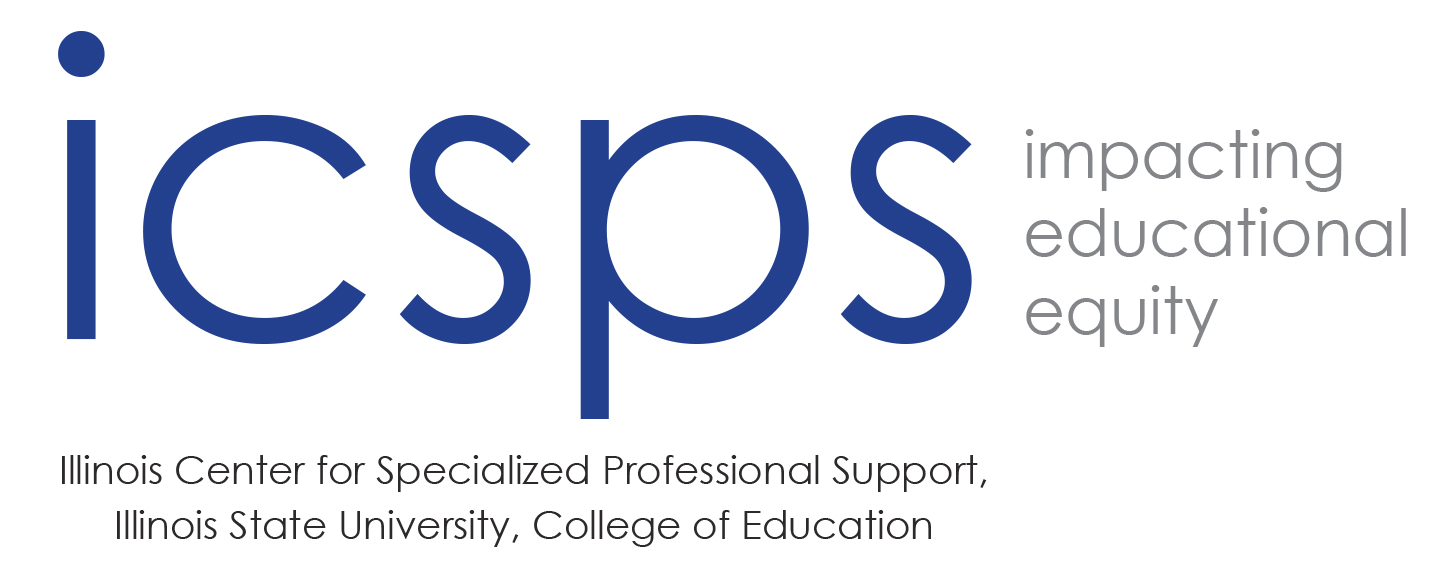 icsps
impacting
educational
equity
Illinois Center for Specialized Professional Support,
Illinois State University, College of Education